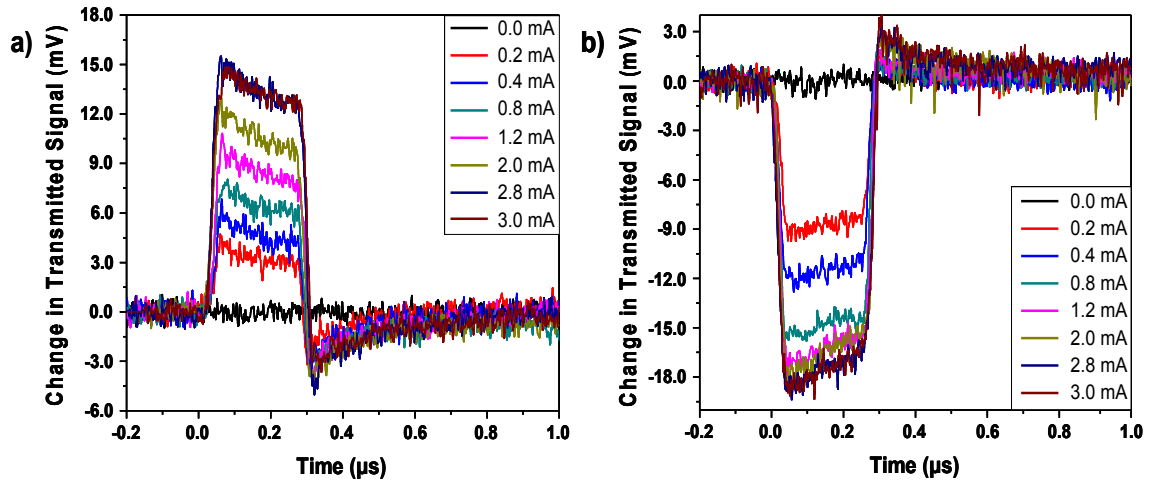 a)
Change in Transmitted Signal (mV)
18.0
15.0
12.0
9.0
6.0
3.0
0.0
-3.0
-6.0
-0.2
0.0
0.2
0.4
0.6
0.8
1.0
Time (µs)
0.0 mA
0.2 mA
0.4 mA
0.8 mA
1.2 mA
2.0 mA
2.8 mA
3.0 mA
b)
Change in Transmitted Signal (mV)
3.0
0.0
-3.0
-6.0
-9.0
-12.0
-15.0
-18.0
-0.2
0.0
0.2
0.4
0.6
0.8
1.0
Time (µs)
0.0 mA
0.2 mA
0.4 mA
0.8 mA
1.2 mA
2.0 mA
2.8 mA
3.0 mA